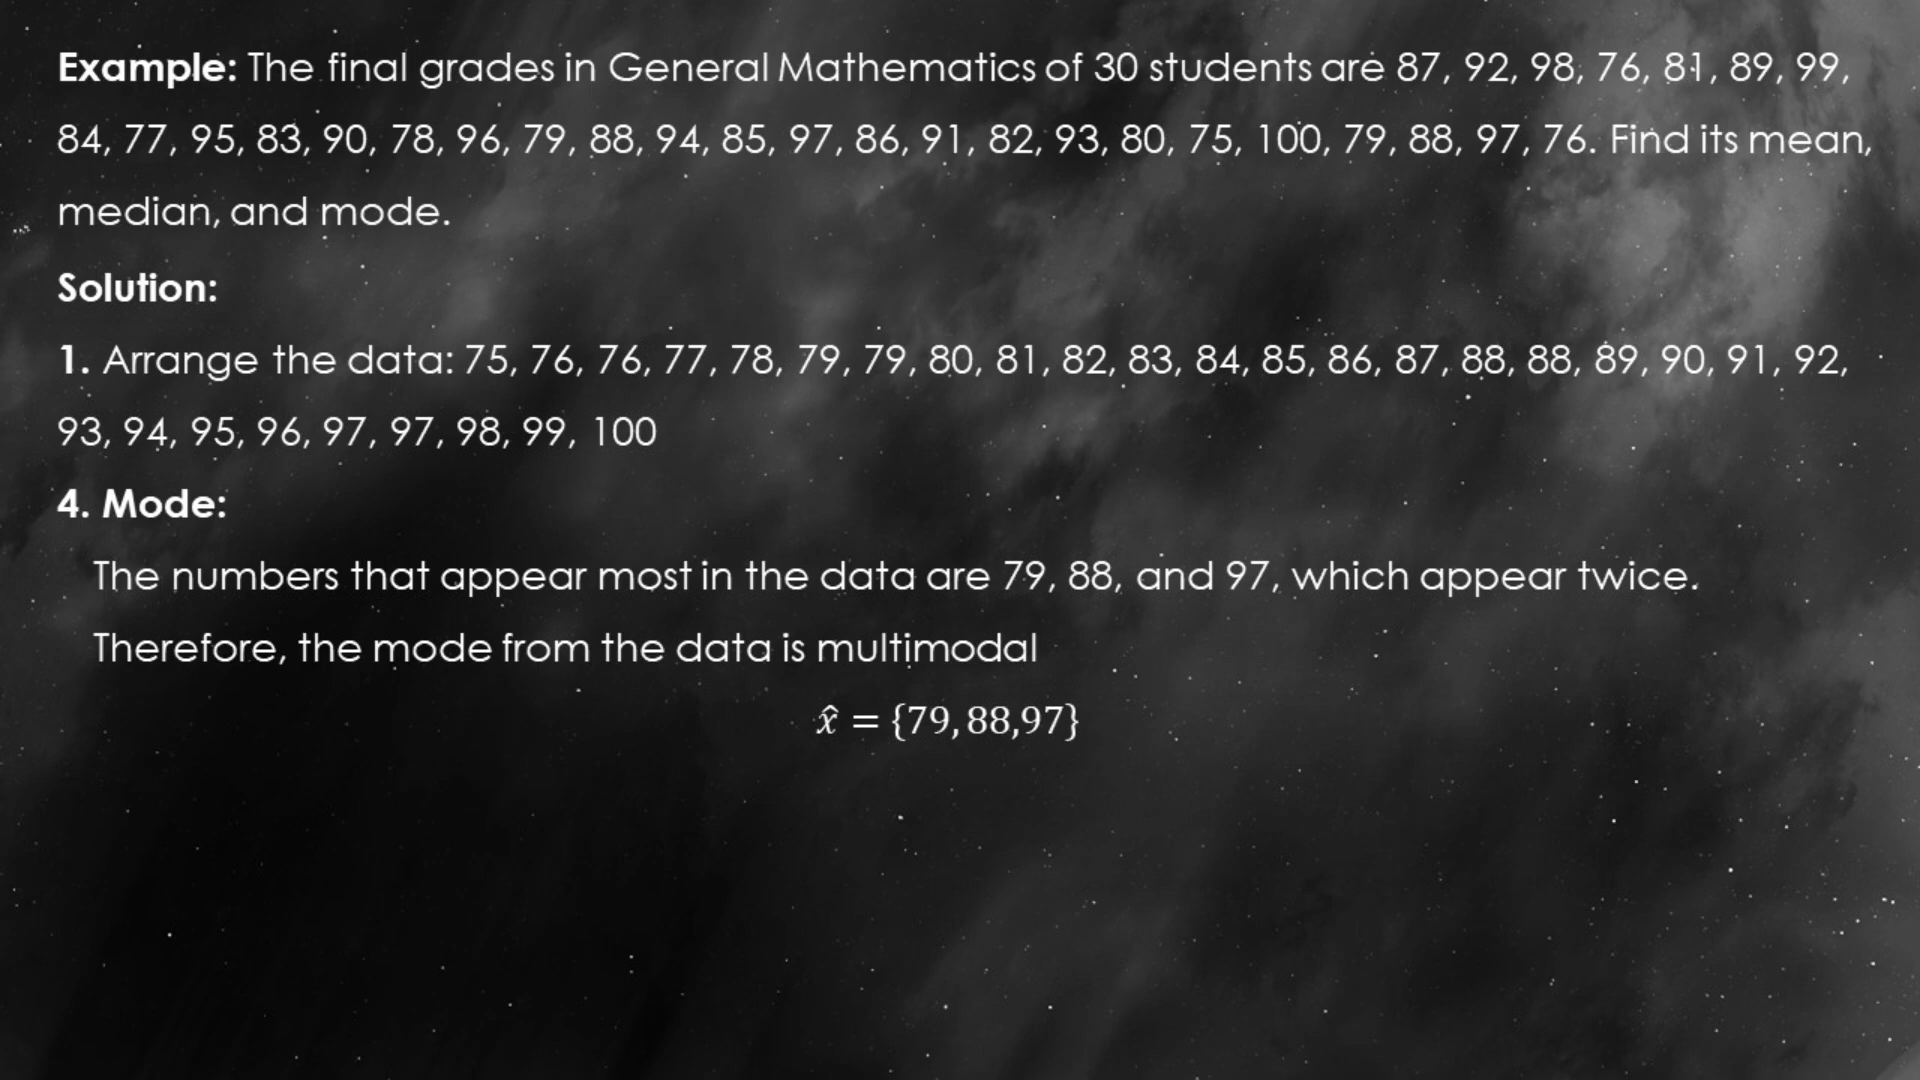 Example: The final grades in General Mathematics of 30 students are 87, 92, 98, 76, 81, 89, 99,
84, 77, 95, 83, 90, 78, 96, 79, 88, 94, 85, 97, 86, 91, 82, 93, 80, 75, 100, 79, 88, 97, 76. Find its mean,
median, and mode.
Solution:
1. Arrange the data: 75, 76, 76, 77, 78, 79, 79, 80, 81, 82, 83, 84, 85, 86, 87, 88, 88, 89, 90, 91, 92,
93, 94, 95, 96, 97, 97, 98, 99, 100
4. Mode:
The numbers that appear most in the data are 79, 88, and 97, which appear twice.
Therefore, the mode from the data is multimodal
x̂ = {79, 88,97}